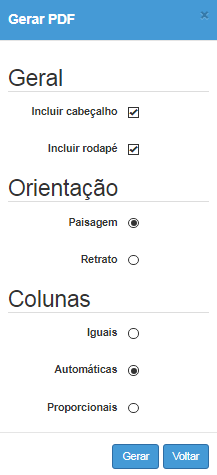 Gerar PDF ×
Geral
Incluir cabeçalho
Incluir rodapé
Orientação
Paisagem
Retrato
Colunas
Iguais
Automáticas
Proporcionais
Gerar Voltar